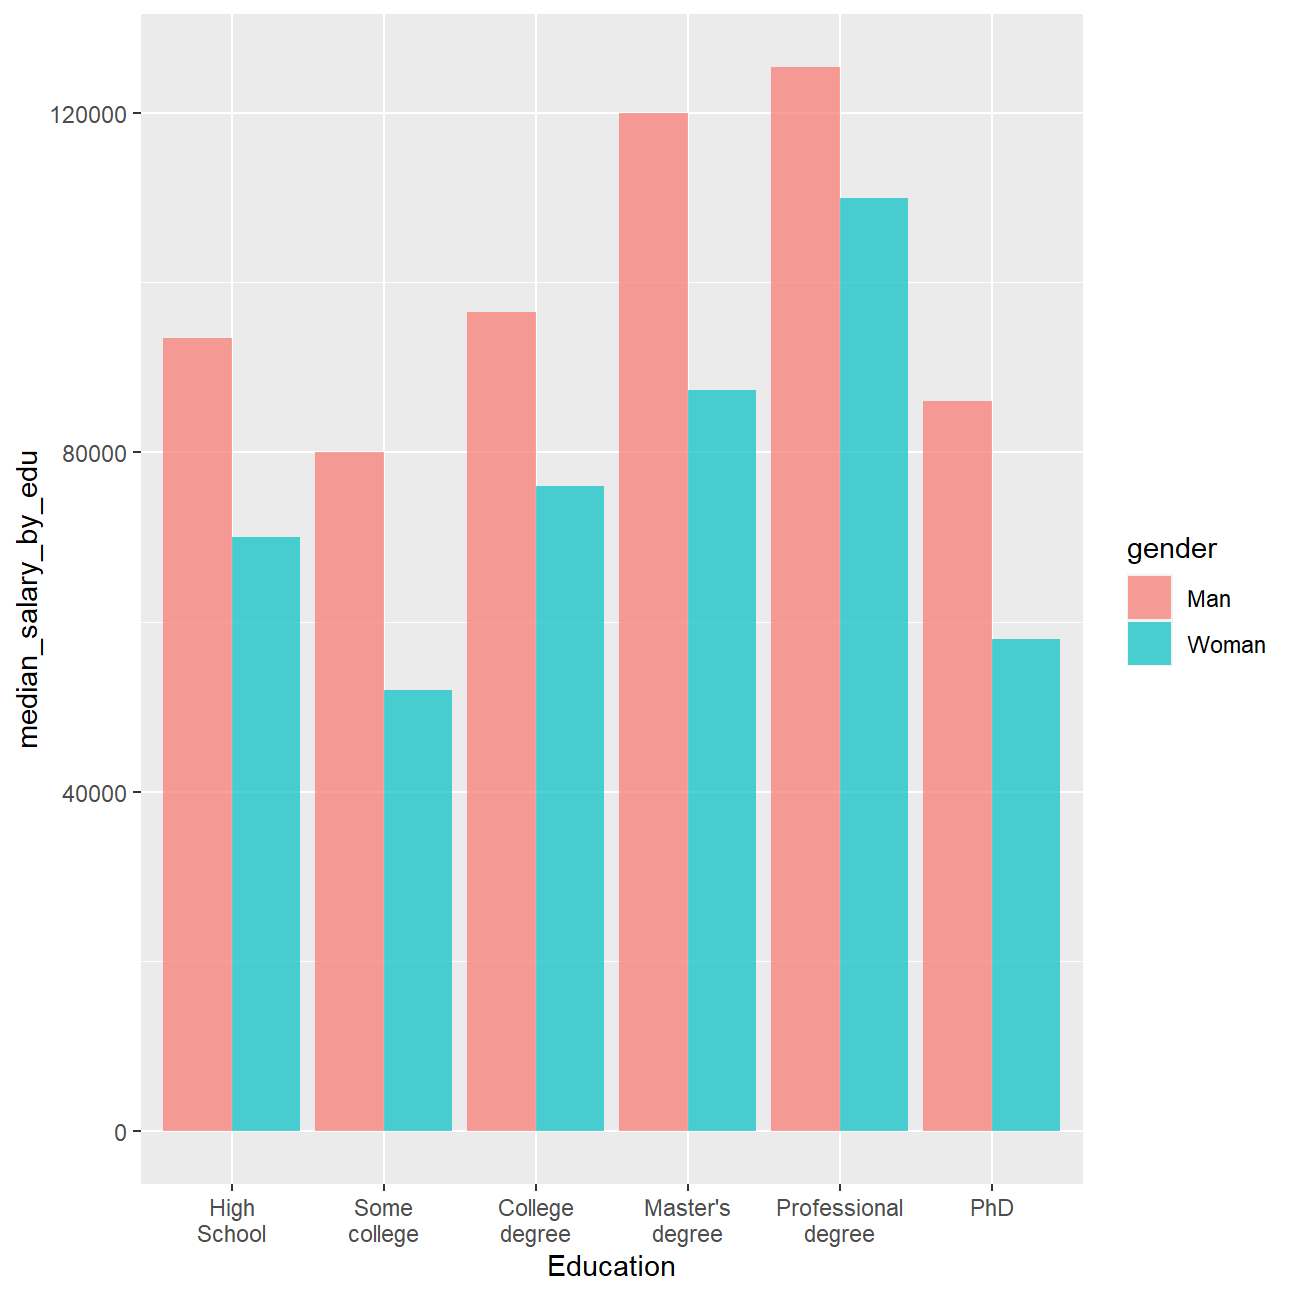 median_salary_by_edu
120000
80000
40000
0
High
School
Some
college
College
degree
Master's
degree
Professional
degree
PhD
Education
gender
Man
Woman